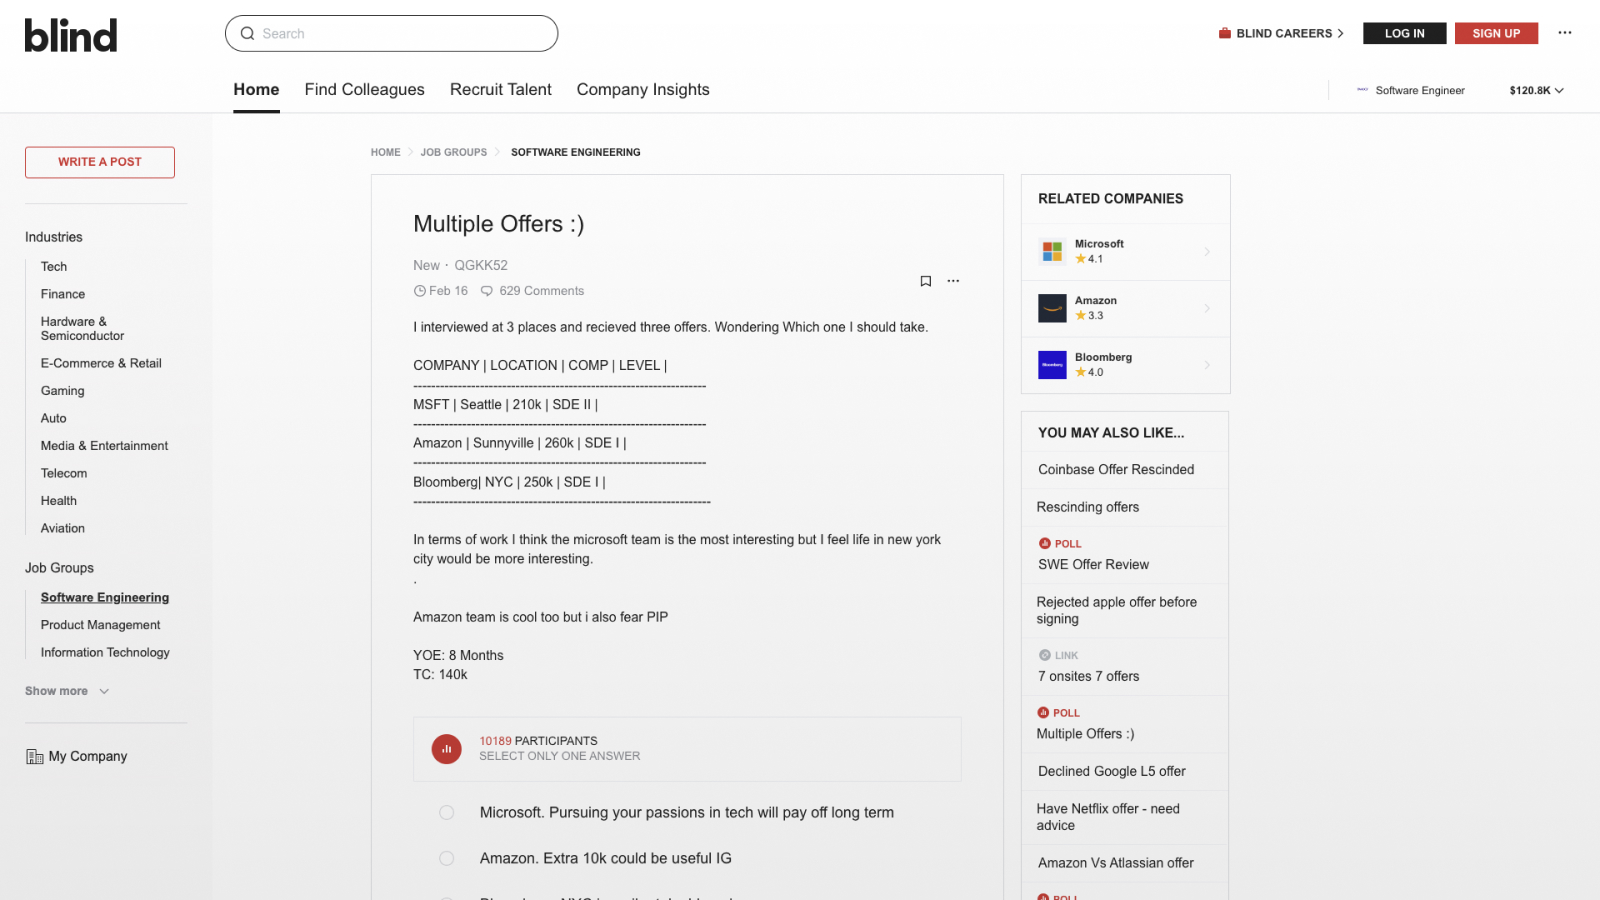 blind
Search
BLIND CAREERS
LOG IN
SIGN UP
Home
Find Colleagues
Recruit Talent
Company Insights
Software Engineer
$120.8K
WRITE A POST
Industries
Tech
Finance
Hardware &
Semiconductor
E-Commerce & Retail
Gaming
Auto
Media & Entertainment
Telecom
Health
Aviation
Job Groups
Software Engineering
Product Management
Information Technology
Show more
My Company
HOME > JOB GROUPS > SOFTWARE ENGINEERING
Multiple Offers :)
New · QGKK52
Feb 16 629 Comments
I interviewed at 3 places and recieved three offers. Wondering Which one I should take.
COMPANY | LOCATION | COMP | LEVEL |
-------------------------------------------------------------------
MSFT | Seattle | 210k | SDE II |
-------------------------------------------------------------------
Amazon | Sunnyville | 260k | SDE I |
-------------------------------------------------------------------
Bloomberg| NYC | 250k | SDE I |
--------------------------------------------------------------------
In terms of work I think the microsoft team is the most interesting but I feel life in new york
city would be more interesting.
.
Amazon team is cool too but i also fear PIP
YOE: 8 Months
TC: 140k
10189 PARTICIPANTS
SELECT ONLY ONE ANSWER
Microsoft. Pursuing your passions in tech will pay off long term
Amazon. Extra 10k could be useful IG
RELATED COMPANIES
Microsoft
4.1
Amazon
3.3
Bloomberg
Bloomberg
4.0
YOU MAY ALSO LIKE...
Coinbase Offer Rescinded
Rescinding offers
POLL
SWE Offer Review
Rejected apple offer before
signing
LINK
7 onsites 7 offers
POLL
Multiple Offers :)
Declined Google L5 offer
Have Netflix offer - need
advice
Amazon Vs Atlassian offer
POLL